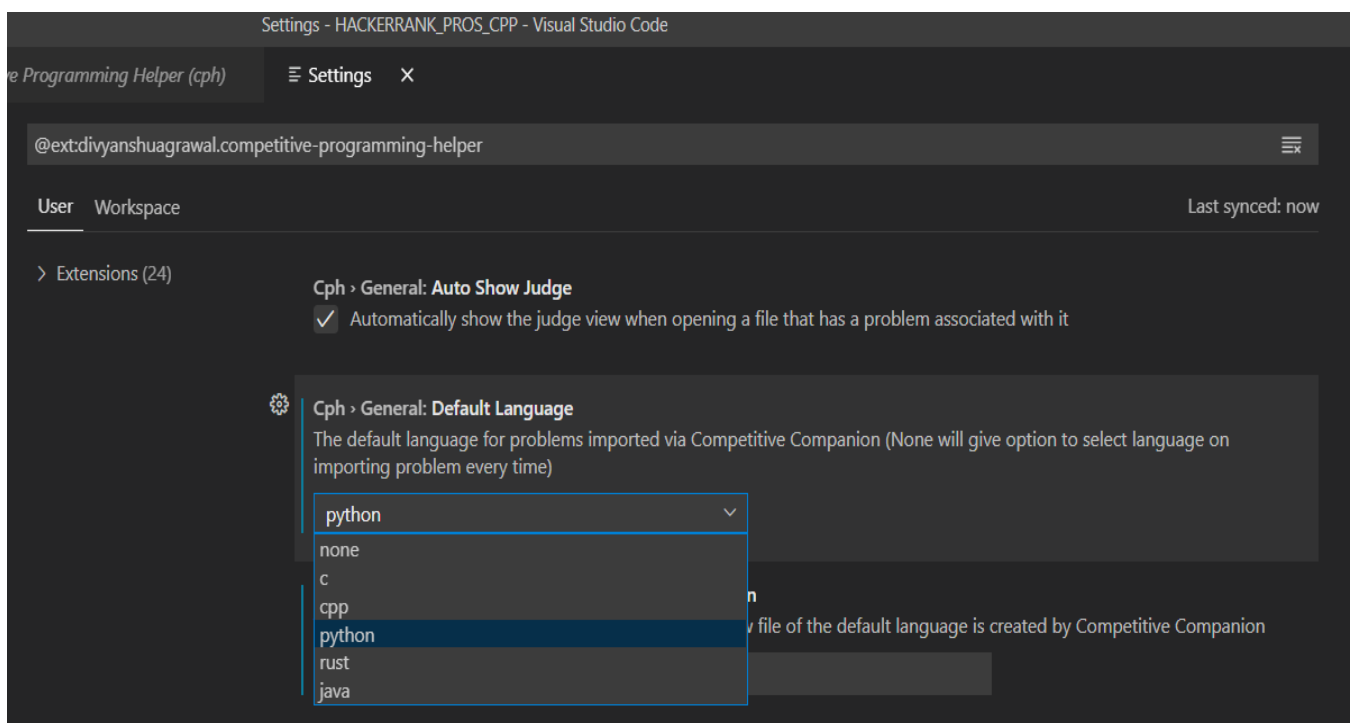 Settings - HACKERRANK_PROS_CPP - Visual Studio Code
ve Programming Helper (cph)
Settings
@ext:divyanshuagrawal.competitive-programming-helper
User Workspace
Last synced: now
Extensions (24)
Cph › General: Auto Show Judge
Automatically show the judge view when opening a file that has a problem associated with it
Cph › General: Default Language
The default language for problems imported via Competitive Companion (None will give option to select language on
importing problem every time)
python
none
c
cpp
python
rust
java
n
file of the default language is created by Competitive Companion